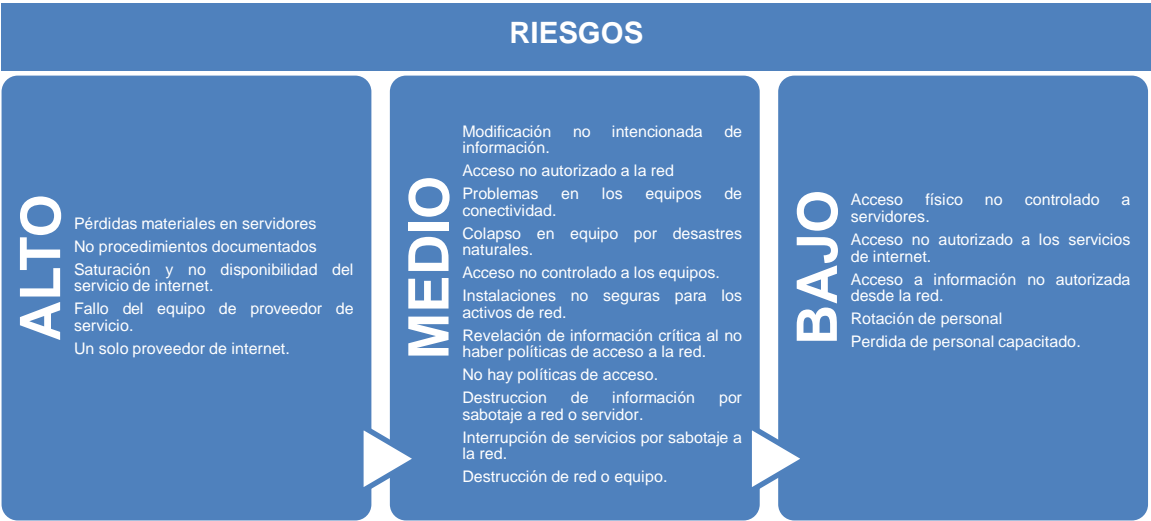 RIESGOS
ALTO
Pérdidas materiales en servidores
No procedimientos documentados
Saturación y no disponibilidad del
servicio de internet.
Fallo del equipo de proveedor de
servicio.
Un solo proveedor de internet.
MEDIO
Modificación no intencionada de
información.
Acceso no autorizado a la red
Problemas en los equipos de
conectividad.
Colapso en equipo por desastres
naturales.
Acceso no controlado a los equipos.
Instalaciones no seguras para los
activos de red.
Revelación de información crítica al no
haber políticas de acceso a la red.
No hay políticas de acceso.
Destruccion de información por
sabotaje a red o servidor.
Interrupción de servicios por sabotaje a
la red.
Destrucción de red o equipo.
BAJO
Acceso físico no controlado a
servidores.
Acceso no autorizado a los servicios
de internet.
Acceso a información no autorizada
desde la red.
Rotación de personal
Perdida de personal capacitado.